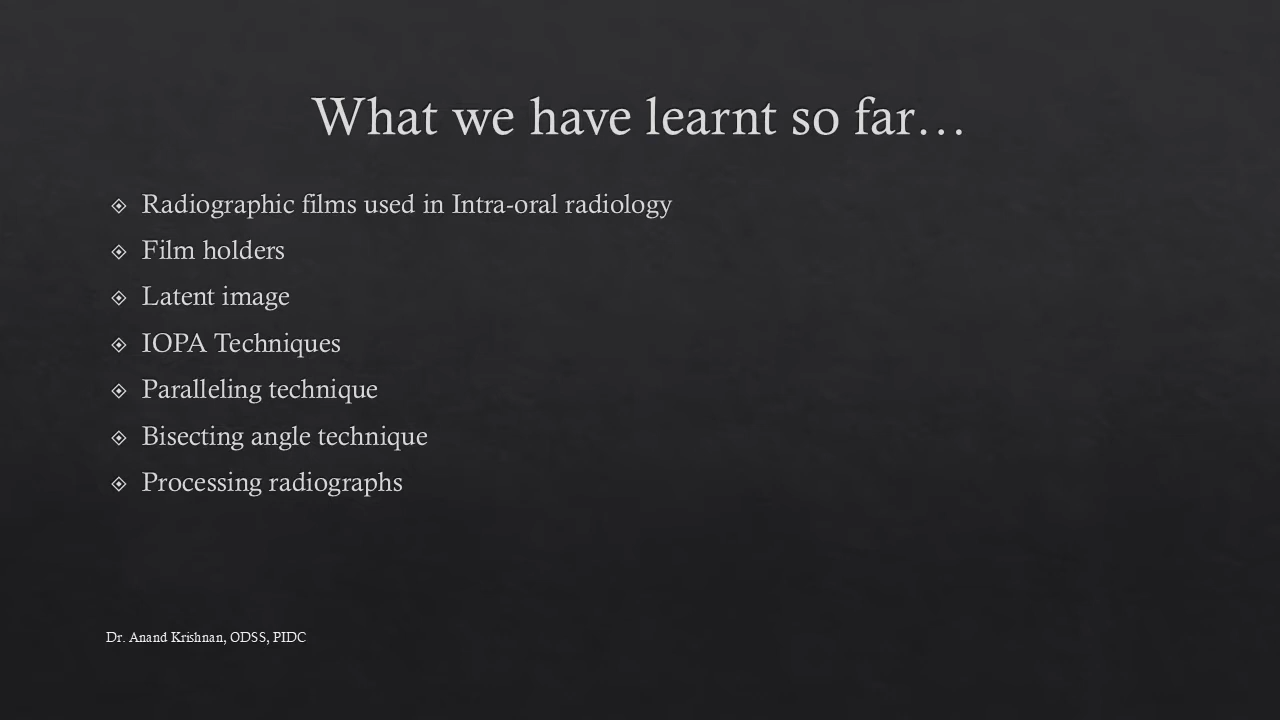 What we have learnt so far…
Radiographic films used in Intra-oral radiology
Film holders
Latent image
IOPA Techniques
Paralleling technique
Bisecting angle technique
Processing radiographs
Dr. Anand Krishnan, ODSS, PIDC